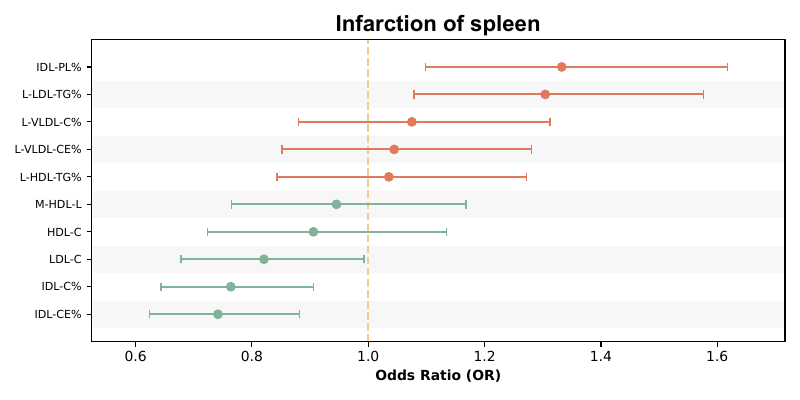 Infarction of spleen
IDL-PL%
L-LDL-TG%
L-VLDL-C%
L-VLDL-CE%
L-HDL-TG%
M-HDL-L
HDL-C
LDL-C
IDL-C%
IDL-CE%
0.6 0.8 1.0 1.2 1.4 1.6
Odds Ratio (OR)